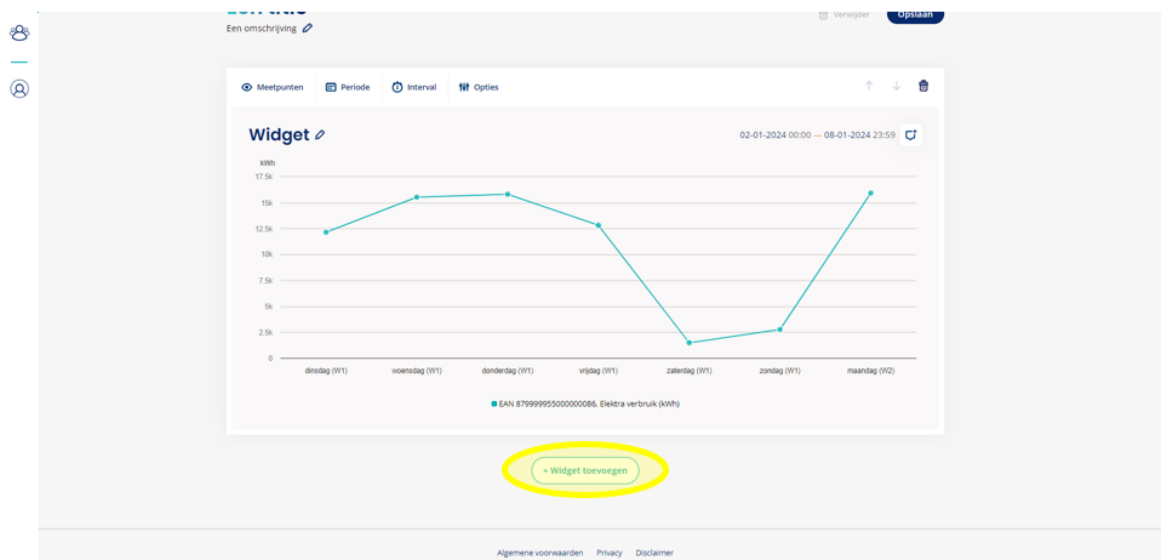 Een omschrijving
Verwijder
Opslaan
Meetpunten Periode Interval Opties
Widget
02-01-2024 00:00 — 08-01-2024 23:59
kWh
17.5k
15k
12.5k
10k
7.5k
5k
2.5k
0
dinsdag (W1) woensdag (W1) donderdag (W1) vrijdag (W1) zaterdag (W1) zondag (W1) maandag (W2)
EAN 879999955000000086, Elektra verbruik (kWh)
+ Widget toevoegen
Algemene voorwaarden Privacy Disclaimer